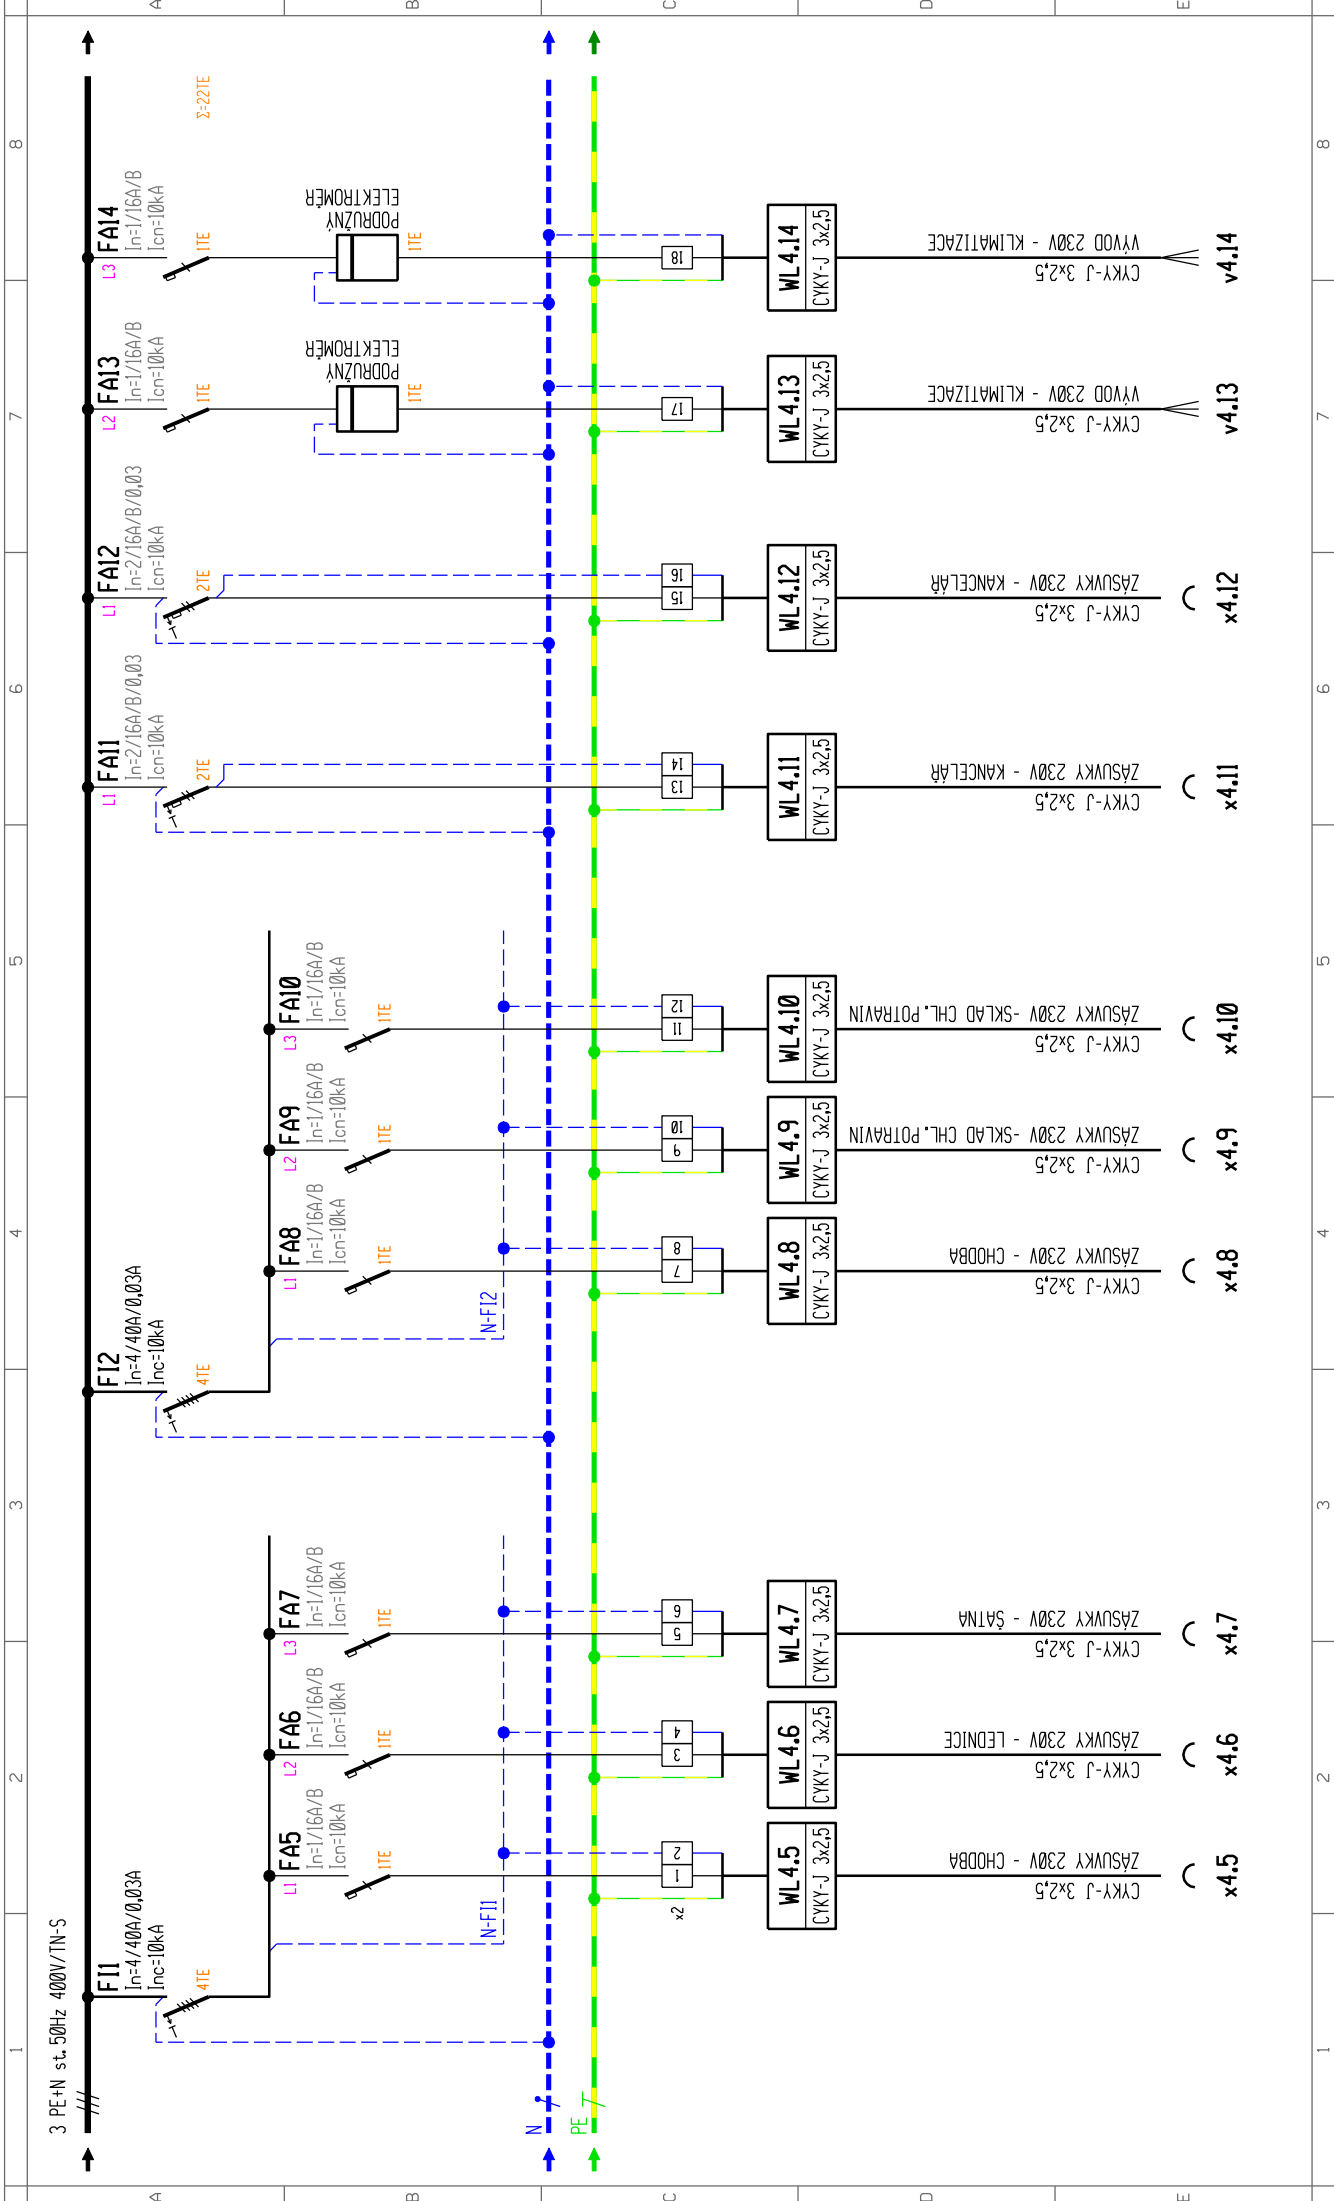 3 PE+N st. 50Hz 400V/TN-S
FI1
In=4/40A/0,03A
Inc=10kA
4TE
FI2
In=4/40A/0,03A
Inc=10kA
4TE
L1
FA11
In=2/16A/B/0,03
Icn=10kA
2TE
L1
FA12
In=2/16A/B/0,03
Icn=10kA
2TE
L2
FA13
In=1/16A/B
Icn=10kA
1TE
L3
FA14
In=1/16A/B
Icn=10kA
1TE
Σ=22TE
L1
FA5
In=1/16A/B
Icn=10kA
1TE
L2
FA6
In=1/16A/B
Icn=10kA
1TE
L3
FA7
In=1/16A/B
Icn=10kA
1TE
L1
FA8
In=1/16A/B
Icn=10kA
1TE
L2
FA9
In=1/16A/B
Icn=10kA
1TE
L3
FA10
In=1/16A/B
Icn=10kA
1TE
PODRUŽNÝ
ELEKTROMĚR
1TE
PODRUŽNÝ
ELEKTROMĚR
1TE
N-FI1
N-FI2
N
PE
x2
1 2
3 4
5 6
7 8
9 10
11 12
13 14
15 16
17
18
WL4.5
CYKY-J 3x2,5
WL4.6
CYKY-J 3x2,5
WL4.7
CYKY-J 3x2,5
WL4.8
CYKY-J 3x2,5
WL4.9
CYKY-J 3x2,5
WL4.10
CYKY-J 3x2,5
WL4.11
CYKY-J 3x2,5
WL4.12
CYKY-J 3x2,5
WL4.13
CYKY-J 3x2,5
WL4.14
CYKY-J 3x2,5
CYKY-J 3x2,5
ZÁSUVKY 230V - CHODBA
x4.5
CYKY-J 3x2,5
ZÁSUVKY 230V - LEDNICE
x4.6
CYKY-J 3x2,5
ZÁSUVKY 230V - ŠATNA
x4.7
CYKY-J 3x2,5
ZÁSUVKY 230V - CHODBA
x4.8
CYKY-J 3x2,5
ZÁSUVKY 230V -SKLAD CHL. POTRAVIN
x4.9
CYKY-J 3x2,5
ZÁSUVKY 230V -SKLAD CHL. POTRAVIN
x4.10
CYKY-J 3x2,5
ZÁSUVKY 230V - KANCELÁŘ
x4.11
CYKY-J 3x2,5
ZÁSUVKY 230V - KANCELÁŘ
x4.12
CYKY-J 3x2,5
VÝVOD 230V - KLIMATIZACE
v4.13
CYKY-J 3x2,5
VÝVOD 230V - KLIMATIZACE
v4.14
1 2 3 4 5 6 7 8
1 2 3 4 5 6 7 8
A B C D E
A B C D E